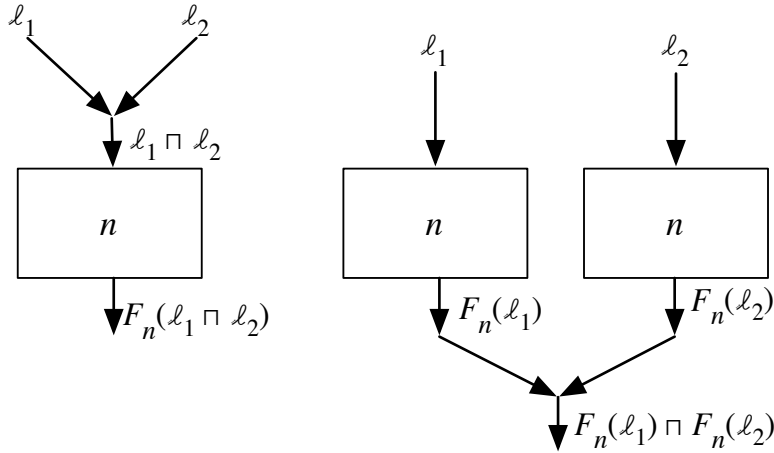 ℓ₁ ℓ₂
ℓ₁ ⊓ ℓ₂
n
Fₙ(ℓ₁ ⊓ ℓ₂)
ℓ₁ ℓ₂
n n
Fₙ(ℓ₁) Fₙ(ℓ₂)
Fₙ(ℓ₁) ⊓ Fₙ(ℓ₂)